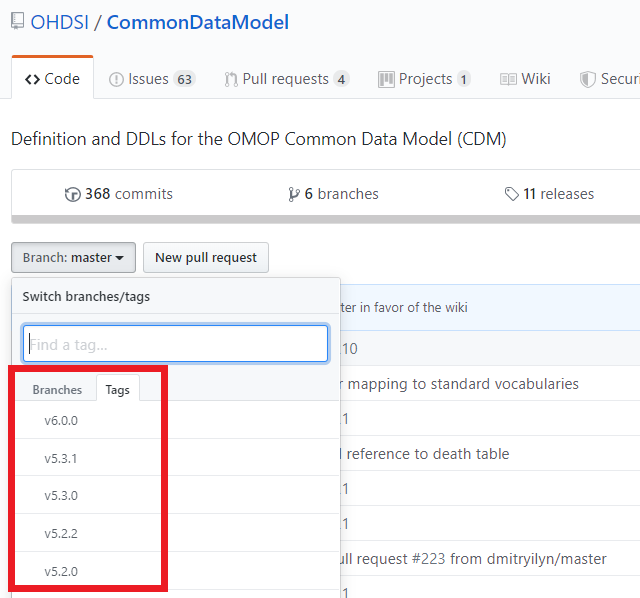 OHDSI / CommonDataModel
Code Issues 63 Pull requests 4 Projects 1 Wiki Securi
Definition and DDLs for the OMOP Common Data Model (CDM)
368 commits 6 branches 11 releases
Branch: master New pull request
Switch branches/tags
ter in favor of the wiki
Find a tag...
10
Branches Tags
r mapping to standard vocabularies
v6.0.0
.1
v5.3.1
l reference to death table
v5.3.0
.1
v5.2.2
.1
ull request #223 from dmitryilyn/master
v5.2.0
.1